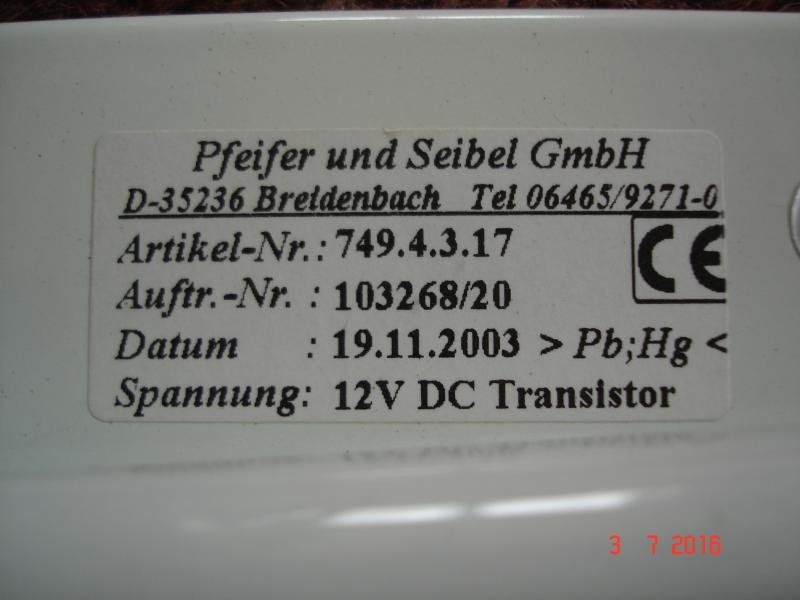 Pfeifer und Seibel GmbH
D-35236 Breidenbach Tel 06465/9271-0
Artikel-Nr.: 749.4.3.17
CE
Auftr.-Nr. : 103268/20
Datum : 19.11.2003 > Pb;Hg <
Spannung: 12V DC Transistor
3 7 2016